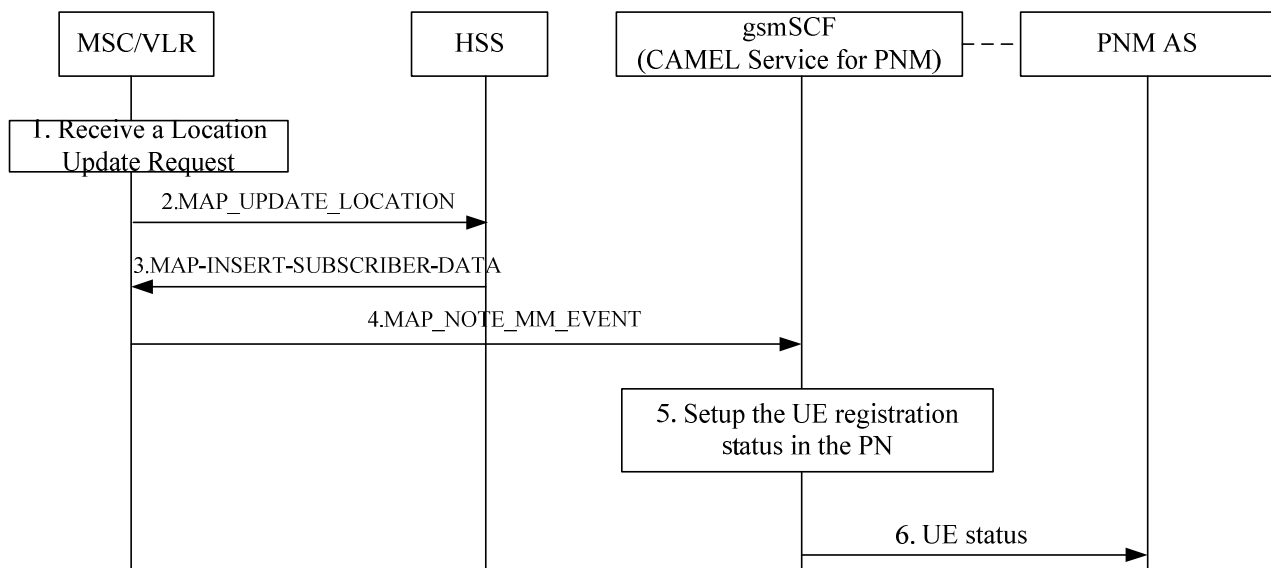 MSC/VLR
HSS
gsmSCF
(CAMEL Service for PNM)
PNM AS
1. Receive a Location
Update Request
2.MAP_UPDATE_LOCATION
3.MAP-INSERT-SUBSCRIBER-DATA
4.MAP_NOTE_MM_EVENT
5. Setup the UE registration
status in the PN
6. UE status